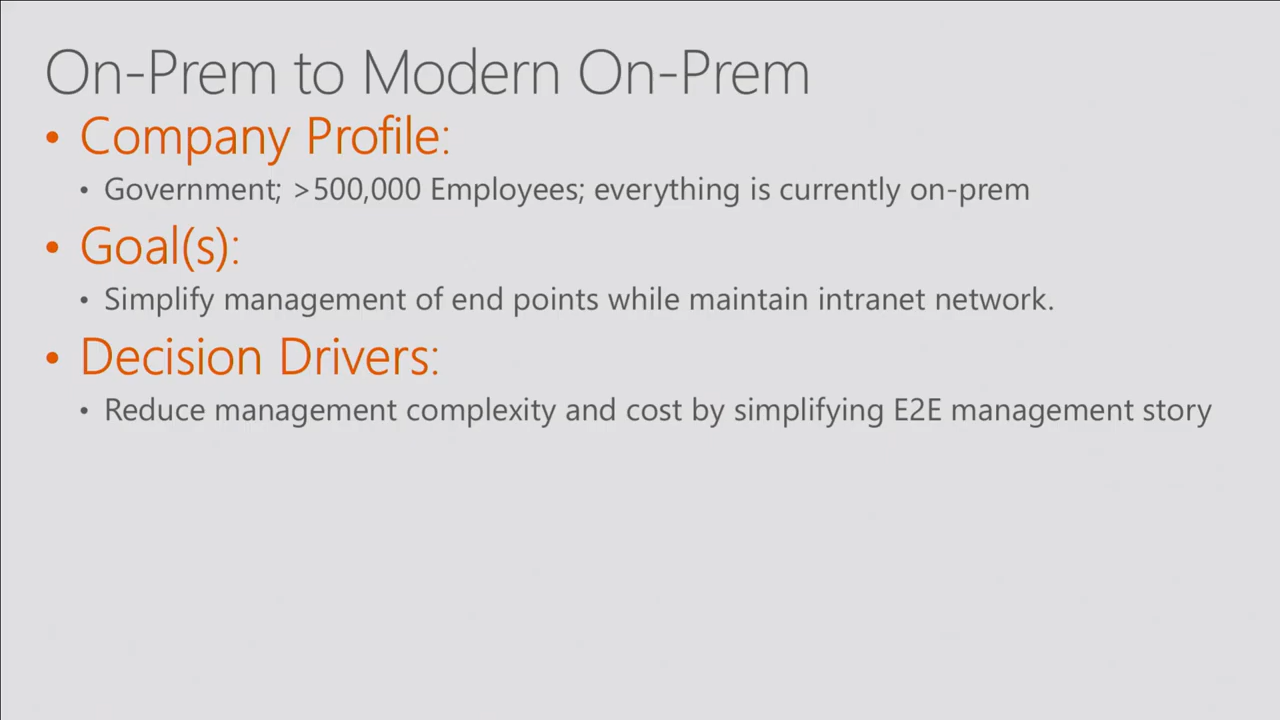 On-Prem to Modern On-Prem
• Company Profile:
• Government; >500,000 Employees; everything is currently on-prem
• Goal(s):
• Simplify management of end points while maintain intranet network.
• Decision Drivers:
• Reduce management complexity and cost by simplifying E2E management story